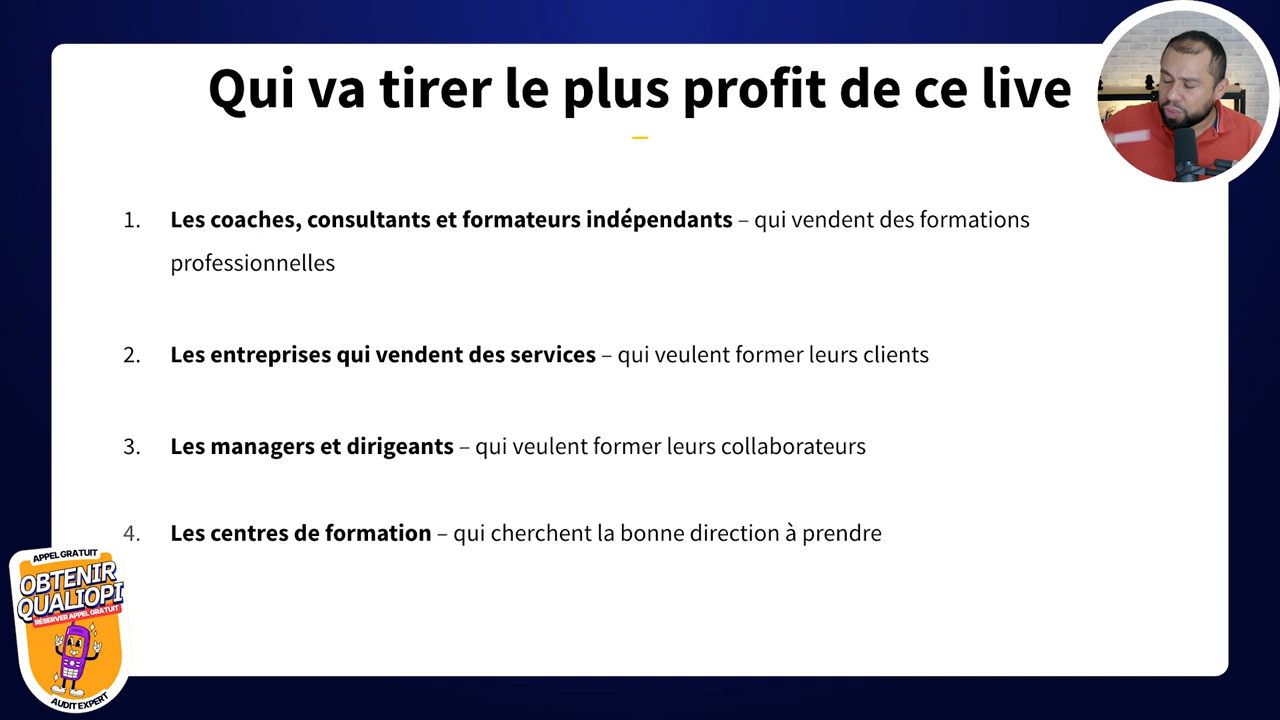 Qui va tirer le plus profit de ce live
1. Les coaches, consultants et formateurs indépendants – qui vendent des formations
professionnelles
2. Les entreprises qui vendent des services – qui veulent former leurs clients
3. Les managers et dirigeants – qui veulent former leurs collaborateurs
4. Les centres de formation – qui cherchent la bonne direction à prendre
APPEL GRATUIT
OBTENIR
QUALIOPI
RÉSERVER APPEL GRATUIT
AUDIT EXPERT